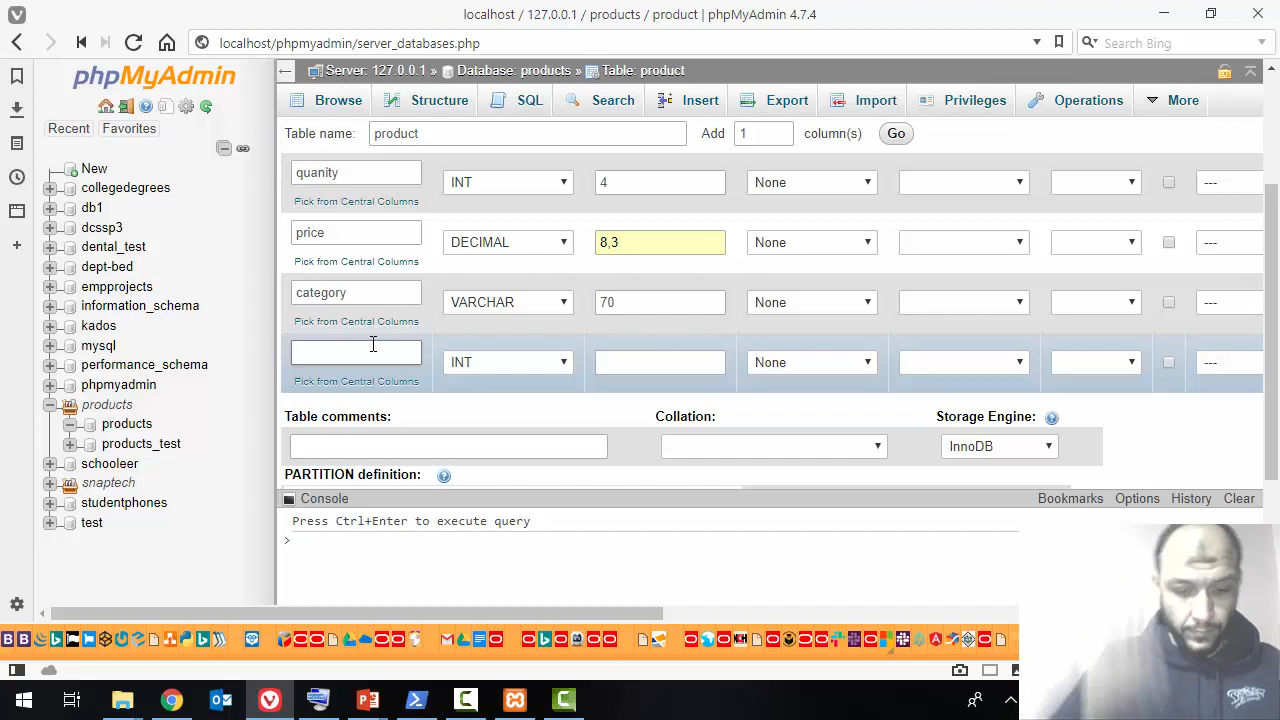 localhost / 127.0.0.1 / products / product | phpMyAdmin 4.7.4
localhost/phpmyadmin/server_databases.php
Search Bing
phpMyAdmin
Recent
Favorites
New
collegedegrees
db1
dcssp3
dental_test
dept-bed
empprojects
information_schema
kados
mysql
performance_schema
phpmyadmin
products
products
products_test
schooleer
snaptech
studentphones
test
Server: 127.0.0.1 » Database: products » Table: product
Browse Structure SQL Search Insert Export Import Privileges Operations More
Table name: product Add 1 column(s) Go
quanity INT 4 None ---
Pick from Central Columns
price DECIMAL 8,3 None ---
Pick from Central Columns
category VARCHAR 70 None ---
Pick from Central Columns
INT None ---
Pick from Central Columns
Table comments: Collation: Storage Engine:
InnoDB
PARTITION definition:
Console Bookmarks Options History Clear
Press Ctrl+Enter to execute query
>